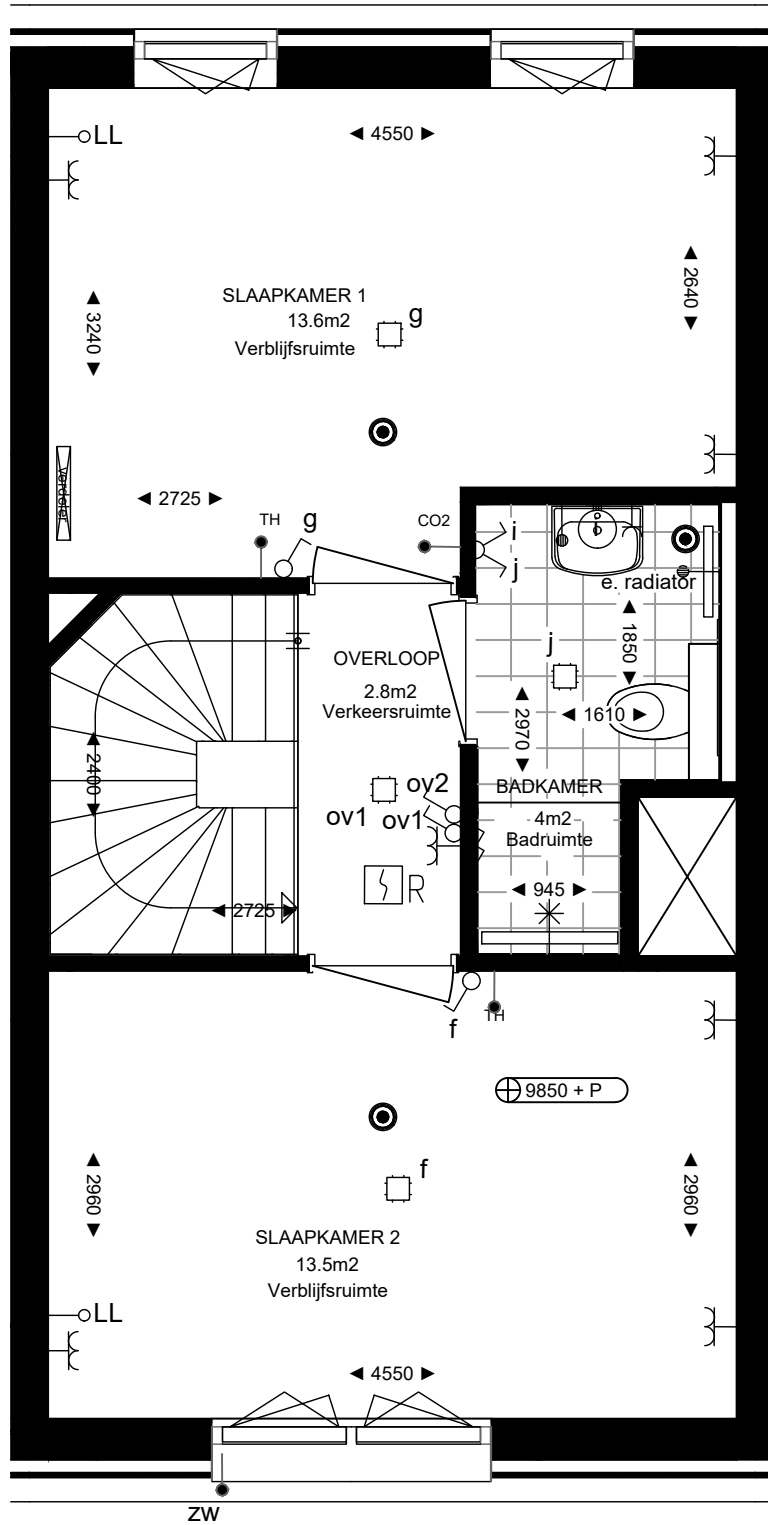 LL
4550
3240
2640
SLAAPKAMER 1
13.6m2
Verblijfsruimte
g
verdeler
2725
TH
g
CO2
i
j
i
e. radiator
OVERLOOP
2.8m2
Verkeersruimte
j
1850
1610
2970
2400
ov2
ov1
ov1
BADKAMER
4m2
Badruimte
R
945
2725
f
TH
9850 + P
2960
2960
f
SLAAPKAMER 2
13.5m2
Verblijfsruimte
LL
4550
zw